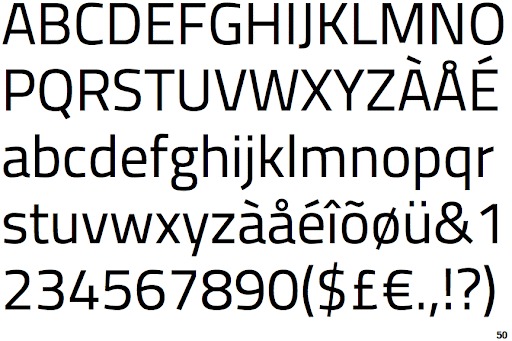 ABCDEFGHIJKLMNO
PQRSTUVWXYZÀÅÉ
abcdefghijklmnopqr
stuvwxyzàåéîõøü&1
234567890($£€.,!?)
50